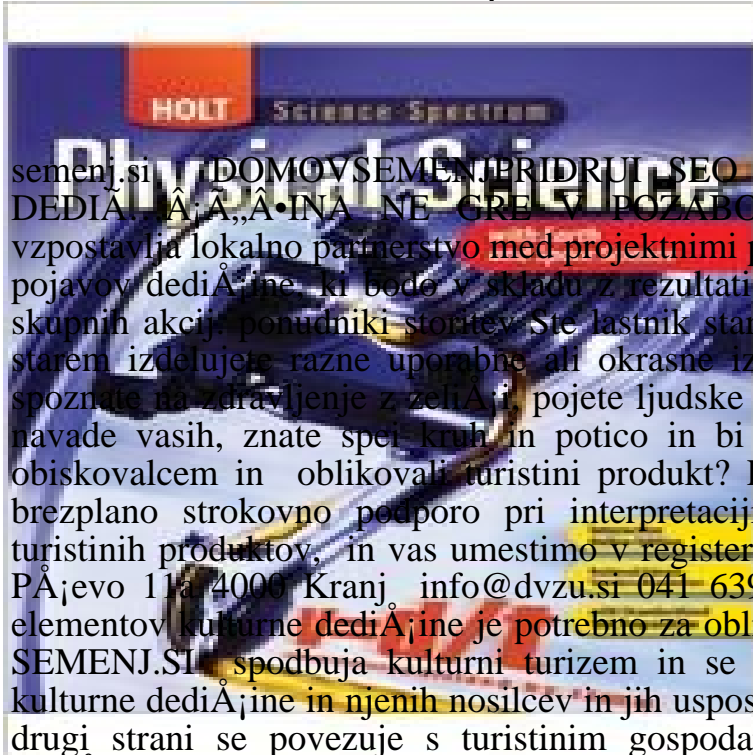 HOLT Science Spectrum
Physical Science
semenj.si DOMOVSEMENJPRIDRUI SEO
DEDIÃ…Â¡Ã„Â•INA NE GRE V POZABO
vzpostavlja lokalno partnerstvo med projektnimi p
pojavov dediÅ¡ine, ki bodo v skladu z rezultati
skupnih akcij. ponudniki storitev Ste lastnik star
starem izdelujete razne uporabne ali okrasne iz
spoznate na zdravljenje z zeliÅ¡i, pojete ljudske
navade vasih, znate spei kruh in potico in bi
obiskovalcem in oblikovali turistini produkt?
brezplano strokovno podporo pri interpretaciji
turistinih produktov, in vas umestimo v register
PÅ¡evo 11a 4000 Kranj info@dvzu.si 041 639
elementov kulturne dediÅ¡ine je potrebno za obli
SEMENJ.SI spodbuja kulturni turizem in se
kulturne dediÅ¡ine in njenih nosilcev in jih uspos
drugi strani se povezuje s turistinim gospoda